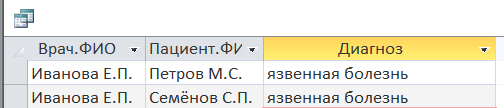 Врач.ФИО Пациент.ФИ Диагноз
Иванова Е.П. Петров М.С. язвенная болезнь
Иванова Е.П. Семёнов С.П. язвенная болезнь